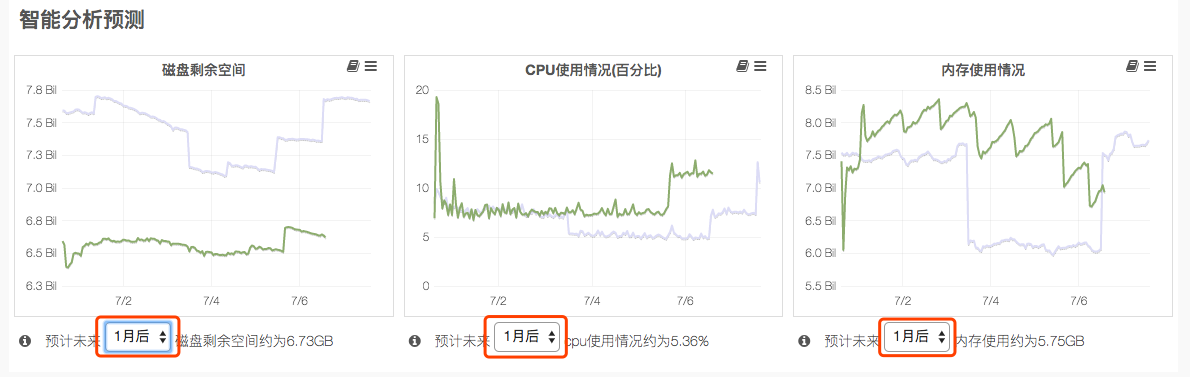 智能分析预测
磁盘剩余空间
7.8 Bil
7.5 Bil
7.3 Bil
7.0 Bil
6.8 Bil
6.5 Bil
6.3 Bil
7/2 7/4 7/6
预计未来 1月后 磁盘剩余空间约为6.73GB
CPU使用情况(百分比)
20
15
10
5
0
7/2 7/4 7/6
预计未来 1月后 cpu使用情况约为5.36%
内存使用情况
8.5 Bil
8.0 Bil
7.5 Bil
7.0 Bil
6.5 Bil
6.0 Bil
5.5 Bil
7/2 7/4 7/6
预计未来 1月后 内存使用约为5.75GB